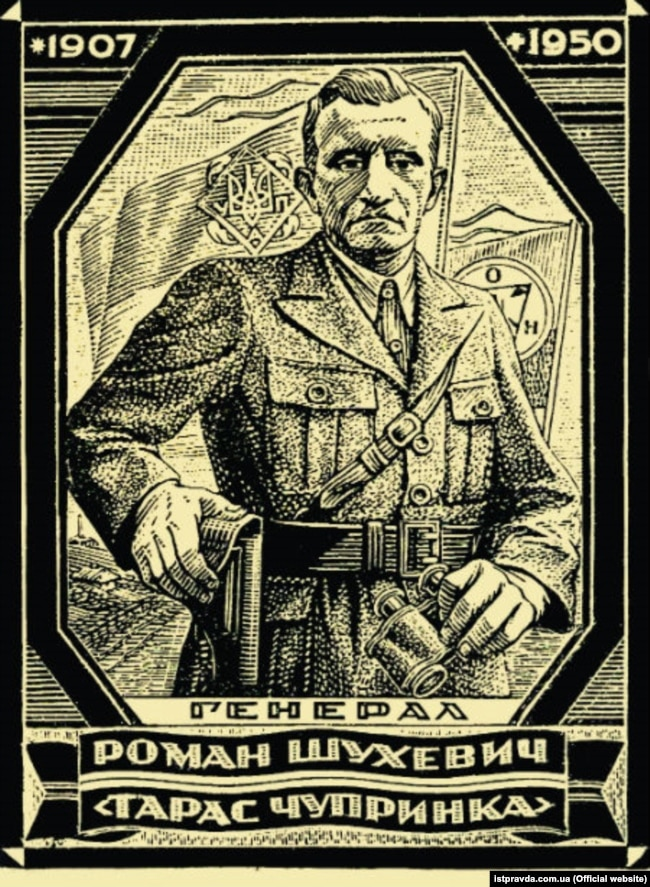 *1907
+1950
О
Н
ГЕНЕРАЛ
РОМАН ШУХЕВИЧ
‹ТАРАС ЧУПРИНКА›
istpravda.com.ua (Official website)